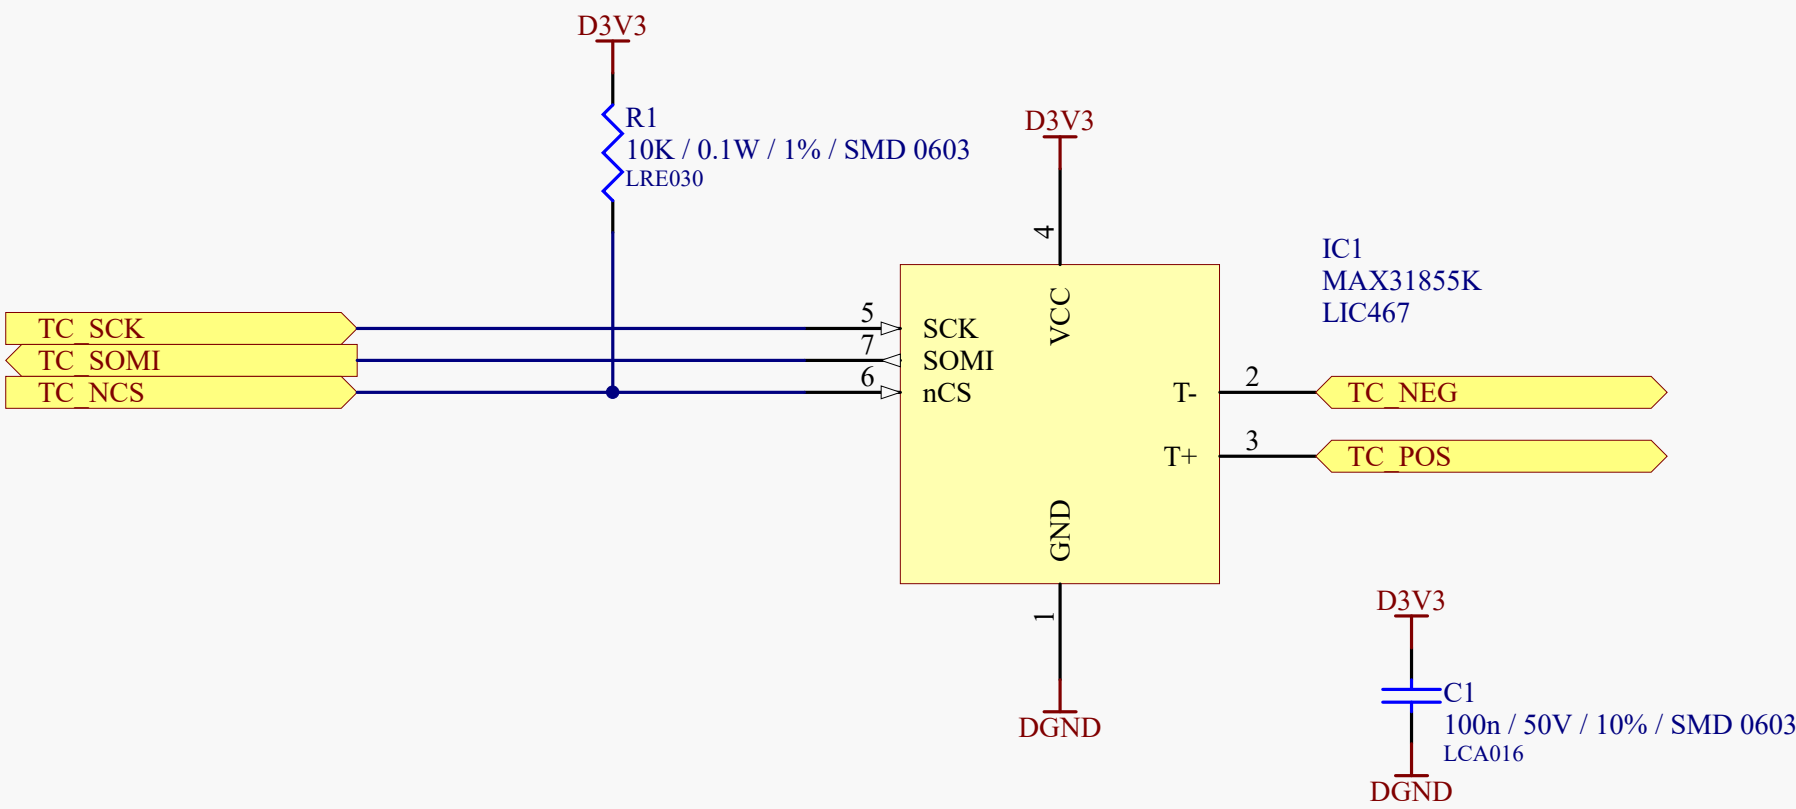 D3V3
R1
10K / 0.1W / 1% / SMD 0603
LRE030
D3V3
4
IC1
MAX31855K
LIC467
VCC
TC_SCK
5
SCK
TC_SOMI
7
SOMI
TC_NCS
6
nCS
T-
2
TC_NEG
T+
3
TC_POS
GND
1
DGND
D3V3
C1
100n / 50V / 10% / SMD 0603
LCA016
DGND